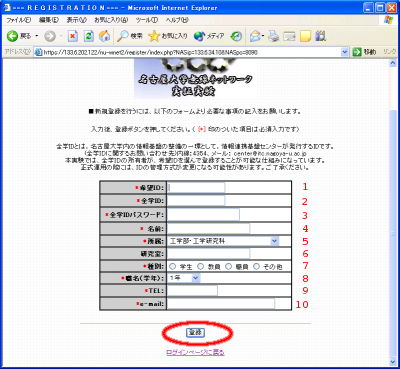 --- R E G I S T R A T I O N --- - Microsoft Internet Explorer
ファイル(F) 編集(E) 表示(V) お気に入り(A) ツール(T) ヘルプ(H)
戻る 検索 お気に入り メディア
アドレス(D) https://133.6.202.122/nu-wnet2/register/index.php?NASip=133.6.34.108&NASpo=8090 移動 リンク
名古屋大学無線ネットワーク
実証実験
■新規登録を行うには、以下のフォームより必要な事項の記入をお願いします。
入力後、登録ボタンを押してください。( [*] 印のついた項目は必須入力です)
全学IDとは、名古屋大学内の情報基盤の整備の一環として、情報連携基盤センターが発行するIDです。
(全学IDに関するお問い合わせ先)内線:4354、メール: center@itc.nagoya-u.ac.jp
本実験では、全学IDの所有者が、希望IDを選んで登録することが可能な仕組みになっています。
正式運用の際には、IDの管理方式が変更になる可能性があります。ご了承ください。
*希望ID: 1
*全学ID: 2
*全学IDパスワード: 3
*名前: 4
*所属: 工学部・工学研究科 5
研究室: 6
*種別: 学生 教員 職員 その他 7
*職名(学年): 1年 8
*TEL: 9
*e-mail: 10
登録
ログインページに戻る